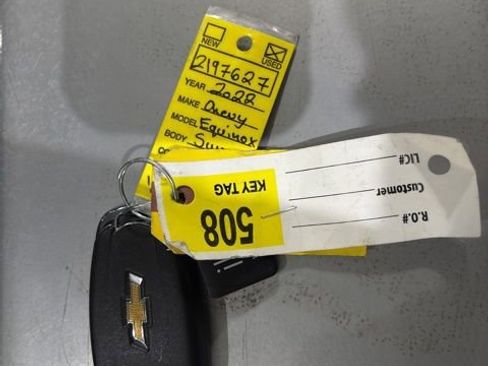 NEW
USED
2197627
YEAR 2022
MAKE Chevy
MODEL Equinox
BODY
KEY TAG
508
R.O.#
Customer
LIC#